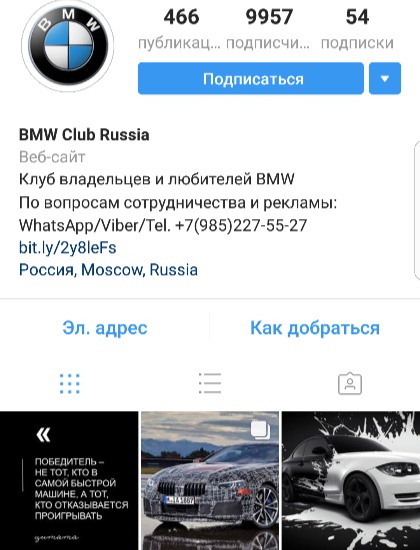 B M W
466 9957 54
публикац... подписчи... подписки
Подписаться
BMW Club Russia
Веб-сайт
Клуб владельцев и любителей BMW
По вопросам сотрудничества и рекламы:
WhatsApp/Viber/Tel. +7(985)227-55-27
bit.ly/2y8leFs
Россия, Moscow, Russia
Эл. адрес Как добраться
«
ПОБЕДИТЕЛЬ –
НЕ ТОТ, КТО В
САМОЙ БЫСТРОЙ
МАШИНЕ, А ТОТ,
КТО ОТКАЗЫВАЕТСЯ
ПРОИГРЫВАТЬ
цитата